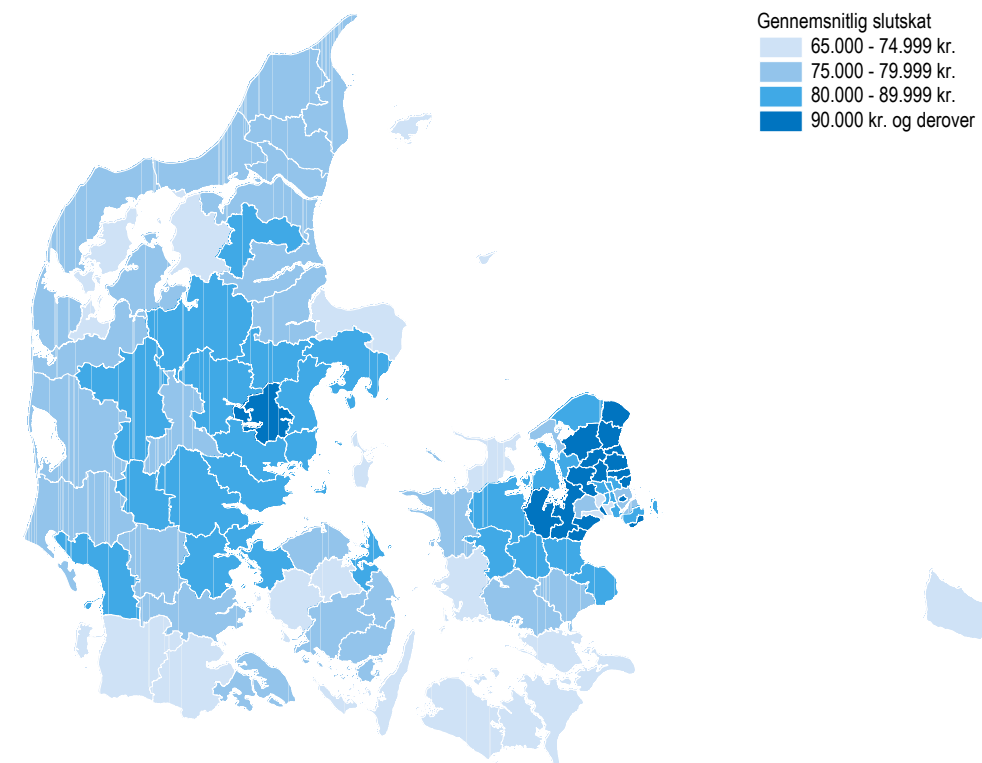 Gennemsnitlig slutskat
65.000 - 74.999 kr.
75.000 - 79.999 kr.
80.000 - 89.999 kr.
90.000 kr. og derover